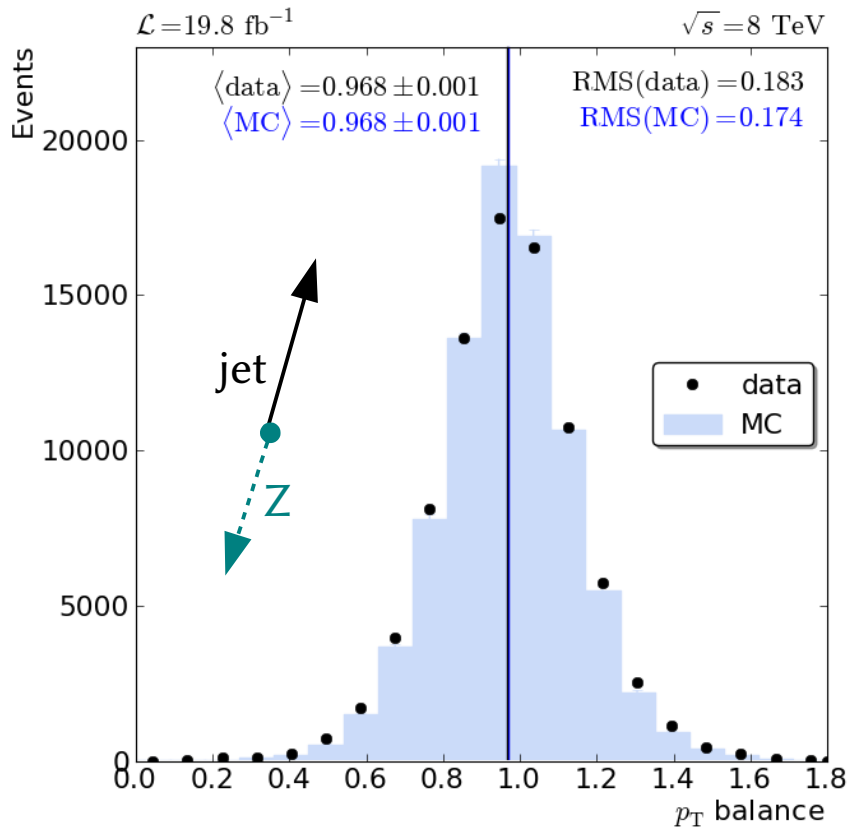 ℒ=19.8 fb⁻¹
√s=8 TeV
⟨data⟩=0.968±0.001
RMS(data)=0.183
⟨MC⟩=0.968±0.001
RMS(MC)=0.174
Events
20000
15000
10000
5000
0
jet
Z
data
MC
0.0 0.2 0.4 0.6 0.8 1.0 1.2 1.4 1.6 1.8
p_T balance